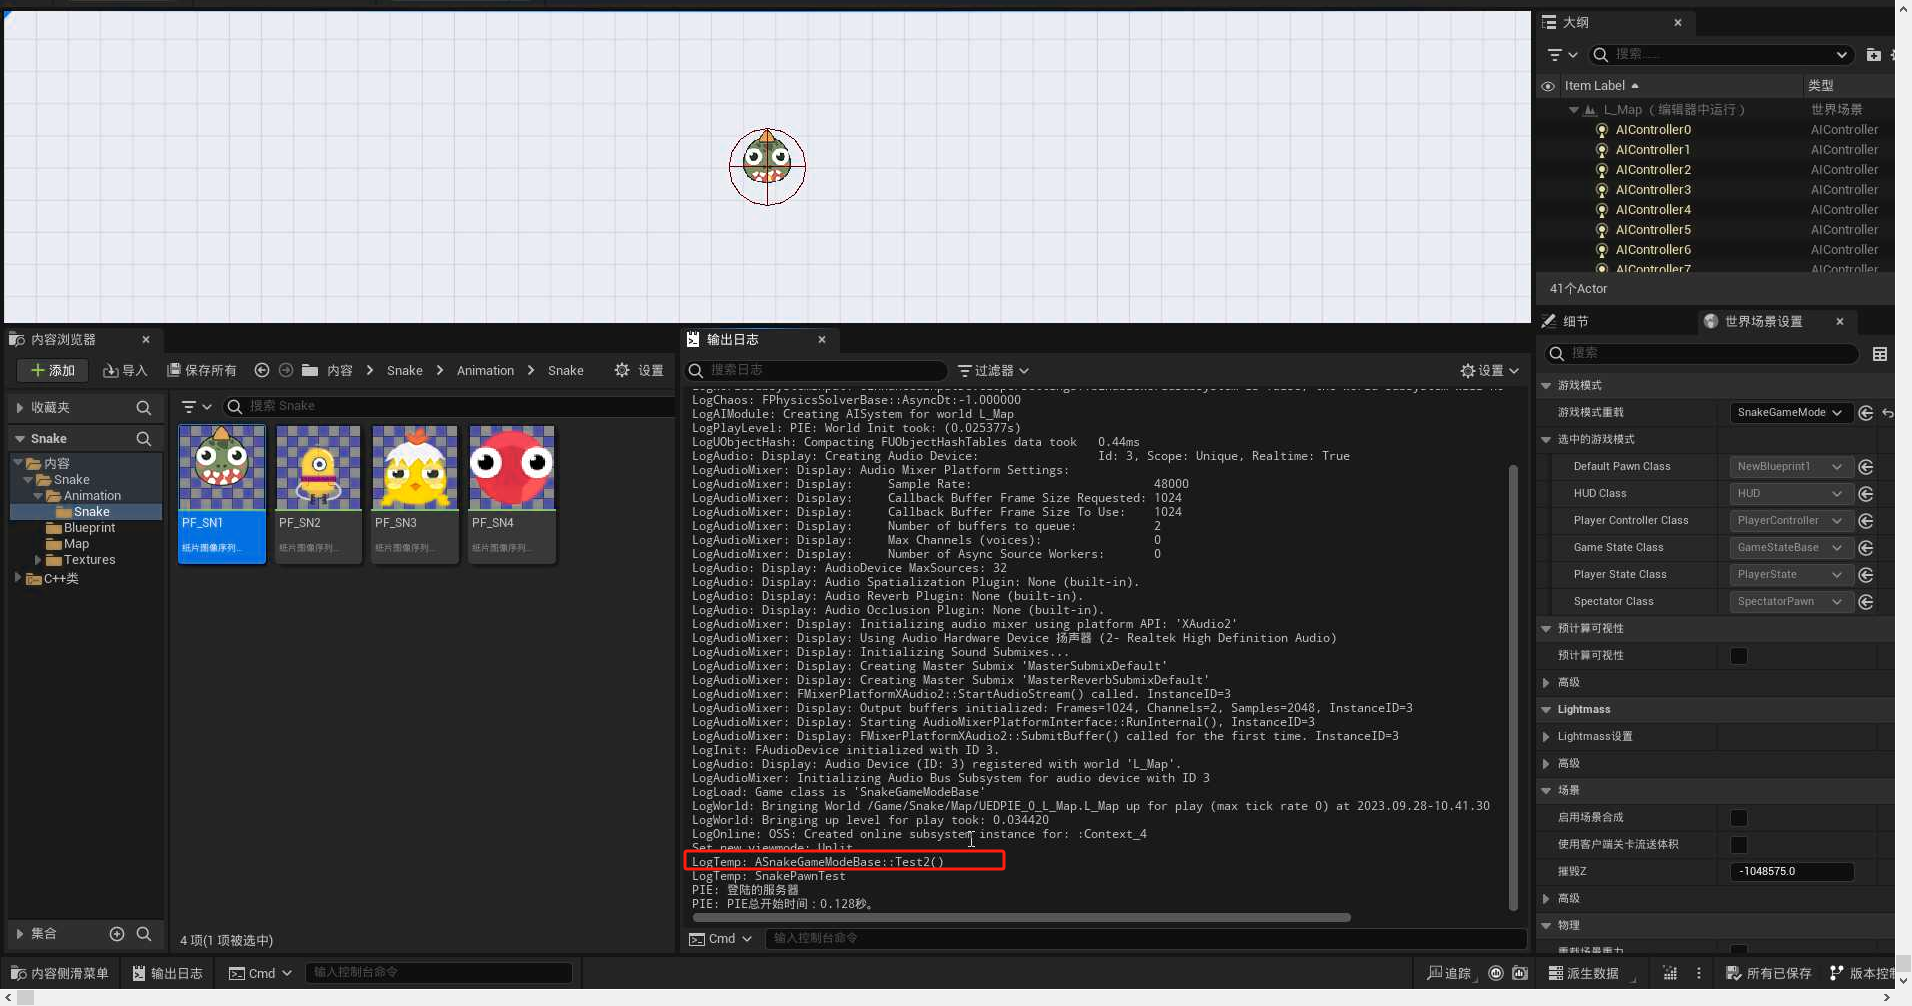 大纲
搜索......
Item Label
类型
L_Map （编辑器中运行）
世界场景
AIController0
AIController
AIController1
AIController
AIController2
AIController
AIController3
AIController
AIController4
AIController
AIController5
AIController
AIController6
AIController
AIController7
AIController
41个Actor
内容浏览器
添加
导入
保存所有
内容
Snake
Animation
Snake
设置
收藏夹
搜索 Snake
Snake
内容
Snake
Animation
Snake
Blueprint
Map
Textures
C++类
PF_SN1
纸片图像序列...
PF_SN2
纸片图像序列...
PF_SN3
纸片图像序列...
PF_SN4
纸片图像序列...
集合
4 项(1 项被选中)
输出日志
搜索日志
过滤器
设置
LogChaos: FPhysicsSolverBase::AsyncDt:-1.000000
LogAIModule: Creating AISystem for world L_Map
LogPlayLevel: PIE: World Init took: (0.025377s)
LogUObjectHash: Compacting FUObjectHashTables data took   0.44ms
LogAudio: Display: Creating Audio Device:                 Id: 3, Scope: Unique, Realtime: True
LogAudioMixer: Display: Audio Mixer Platform Settings:
LogAudioMixer: Display:     Sample Rate:                          48000
LogAudioMixer: Display:     Callback Buffer Frame Size Requested: 1024
LogAudioMixer: Display:     Callback Buffer Frame Size To Use:    1024
LogAudioMixer: Display:     Number of buffers to queue:           2
LogAudioMixer: Display:     Max Channels (voices):                0
LogAudioMixer: Display:     Number of Async Source Workers:       0
LogAudio: Display: AudioDevice MaxSources: 32
LogAudio: Display: Audio Spatialization Plugin: None (built-in).
LogAudio: Display: Audio Reverb Plugin: None (built-in).
LogAudio: Display: Audio Occlusion Plugin: None (built-in).
LogAudioMixer: Display: Initializing audio mixer using platform API: 'XAudio2'
LogAudioMixer: Display: Using Audio Hardware Device 扬声器 (2- Realtek High Definition Audio)
LogAudioMixer: Display: Initializing Sound Submixes...
LogAudioMixer: Display: Creating Master Submix 'MasterSubmixDefault'
LogAudioMixer: Display: Creating Master Submix 'MasterReverbSubmixDefault'
LogAudioMixer: FMixerPlatformXAudio2::StartAudioStream() called. InstanceID=3
LogAudioMixer: Display: Output buffers initialized: Frames=1024, Channels=2, Samples=2048, InstanceID=3
LogAudioMixer: Display: Starting AudioMixerPlatformInterface::RunInternal(), InstanceID=3
LogAudioMixer: Display: FMixerPlatformXAudio2::SubmitBuffer() called for the first time. InstanceID=3
LogInit: FAudioDevice initialized with ID 3.
LogAudio: Display: Audio Device (ID: 3) registered with world 'L_Map'.
LogAudioMixer: Initializing Audio Bus Subsystem for audio device with ID 3
LogLoad: Game class is 'SnakeGameModeBase'
LogWorld: Bringing World /Game/Snake/Map/UEDPIE_0_L_Map.L_Map up for play (max tick rate 0) at 2023.09.28-10.41.30
LogWorld: Bringing up level for play took: 0.034420
LogOnline: OSS: Created online subsystem instance for: :Context_4
Set new viewmode: Unlit
LogTemp: ASnakeGameModeBase::Test2()
LogTemp: SnakePawnTest
PIE: 登陆的服务器
PIE: PIE总开始时间：0.128秒。
Cmd
输入控制台命令
细节
世界场景设置
搜索
游戏模式
游戏模式重载
SnakeGameMode
选中的游戏模式
Default Pawn Class
NewBlueprint1
HUD Class
HUD
Player Controller Class
PlayerController
Game State Class
GameStateBase
Player State Class
PlayerState
Spectator Class
SpectatorPawn
预计算可视性
预计算可视性
高级
Lightmass
Lightmass设置
高级
场景
启用场景合成
使用客户端关卡流送体积
摧毁Z
-1048575.0
高级
物理
重载场景重力
内容侧滑菜单
输出日志
Cmd
输入控制台命令
追踪
派生数据
所有已保存
版本控制